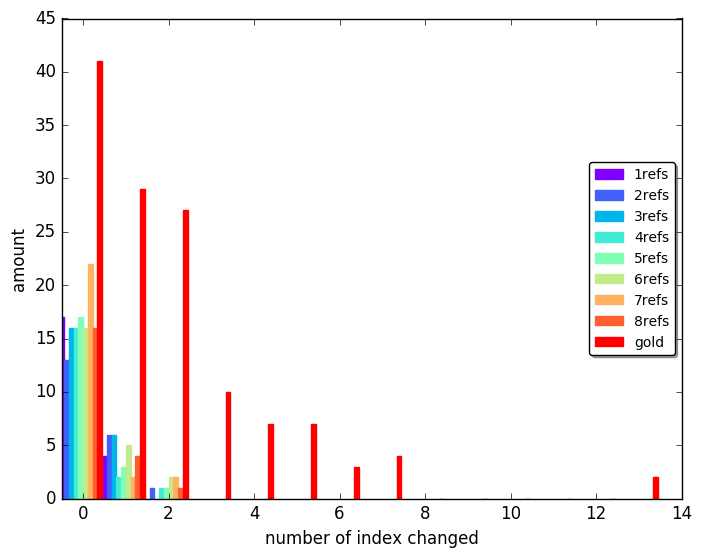 45
40
35
30
25
20
15
10
5
0
amount
0 2 4 6 8 10 12 14
number of index changed
1refs
2refs
3refs
4refs
5refs
6refs
7refs
8refs
gold